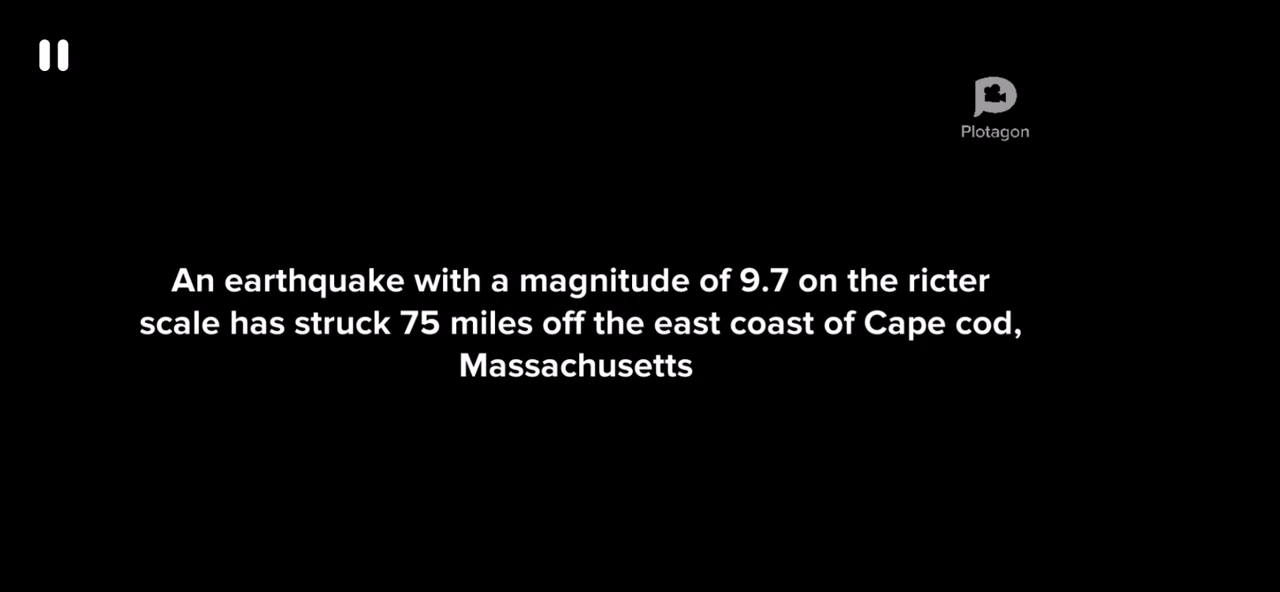 Plotagon
An earthquake with a magnitude of 9.7 on the ricter
scale has struck 75 miles off the east coast of Cape cod,
Massachusetts